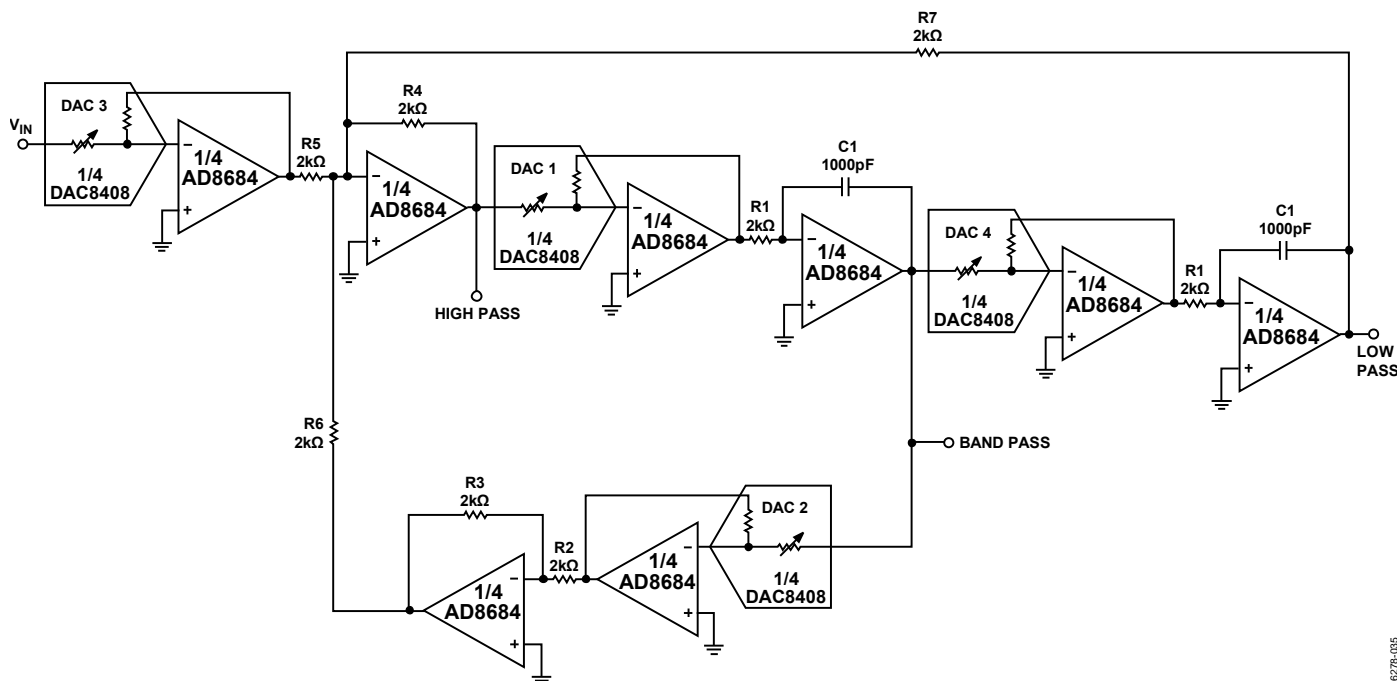 R7
2kΩ
V_IN
DAC 3
1/4
DAC8408
1/4
AD8684
R5
2kΩ
R4
2kΩ
1/4
AD8684
HIGH PASS
DAC 1
1/4
DAC8408
1/4
AD8684
R1
2kΩ
C1
1000pF
1/4
AD8684
DAC 4
1/4
DAC8408
1/4
AD8684
R1
2kΩ
C1
1000pF
1/4
AD8684
LOW
PASS
R6
2kΩ
BAND PASS
R3
2kΩ
1/4
AD8684
R2
2kΩ
1/4
AD8684
DAC 2
1/4
DAC8408
6278-035